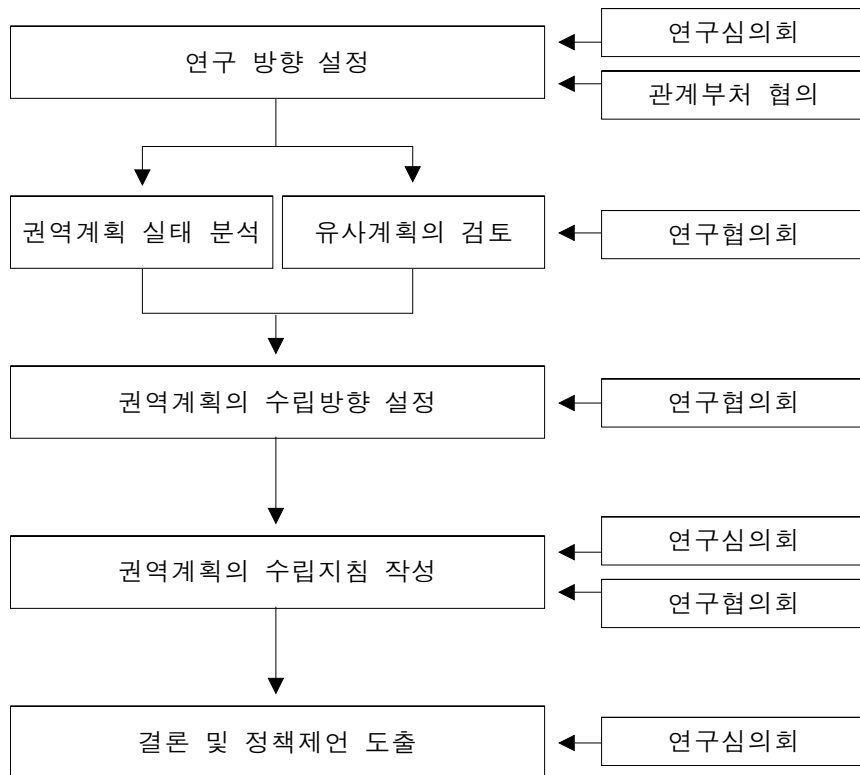 연구 방향 설정
연구심의회
관계부처 협의
권역계획 실태 분석
유사계획의 검토
연구협의회
권역계획의 수립방향 설정
연구협의회
권역계획의 수립지침 작성
연구심의회
연구협의회
결론 및 정책제언 도출
연구심의회